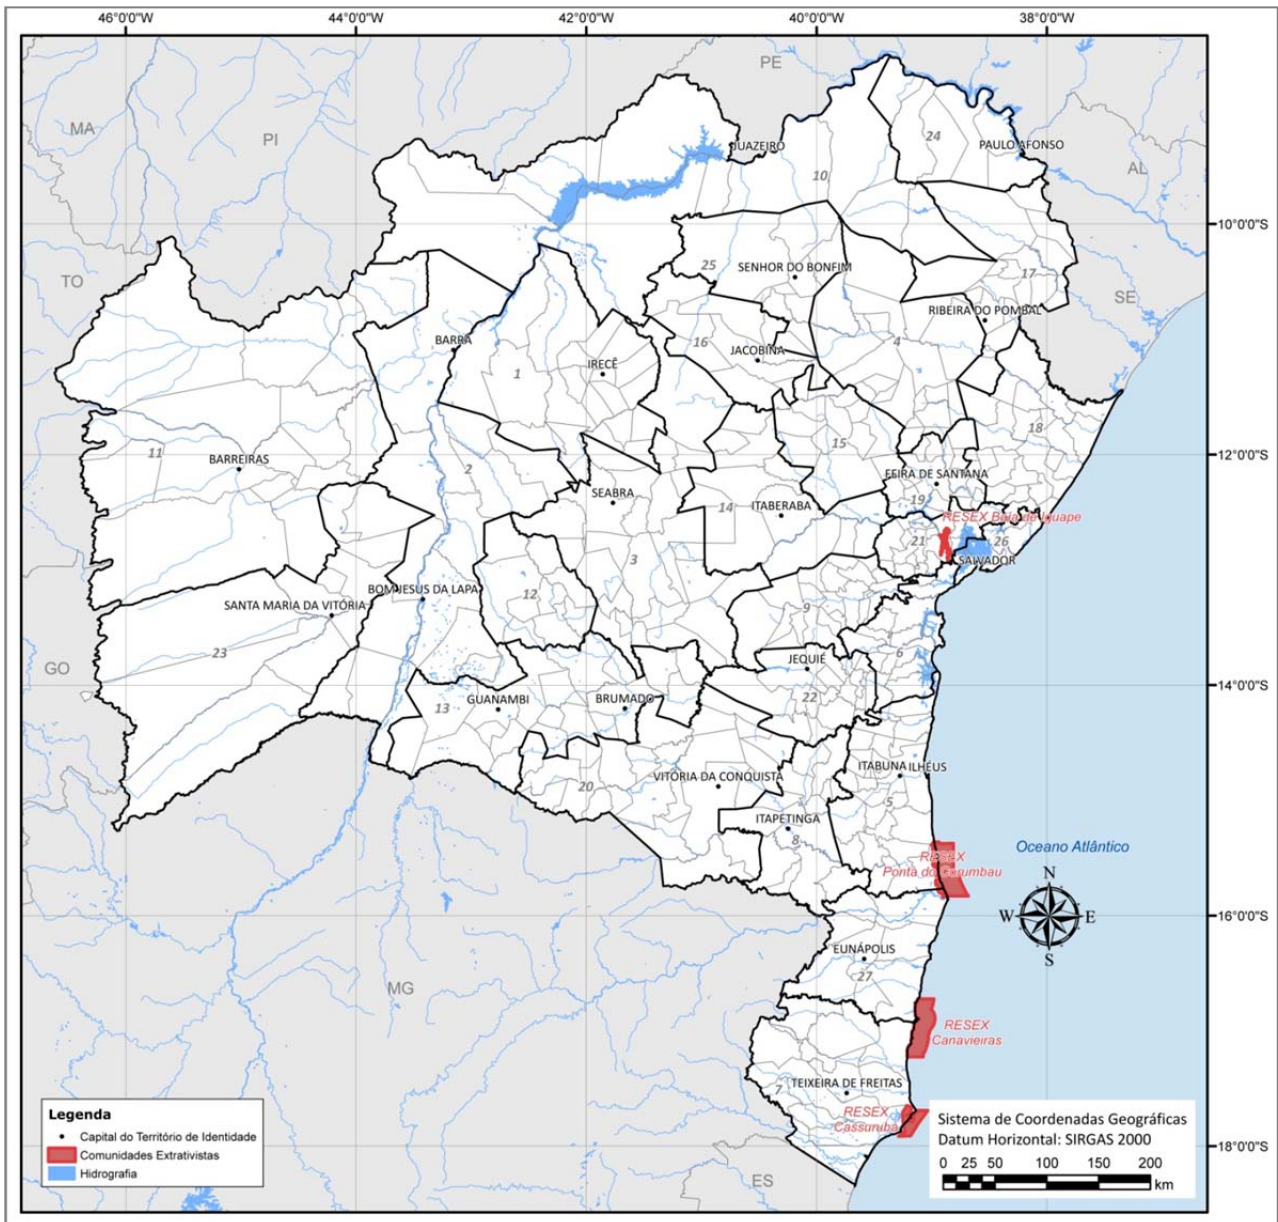 46°0'0"W
44°0'0"W
42°0'0"W
40°0'0"W
38°0'0"W
PE
MA
PI
JUAZEIRO
24
PAULO AFONSO
10
AL
10°0'0"S
TO
25
SENHOR DO BONFIM
17
SE
RIBEIRA DO POMBAL
BARRA
16
JACOBINA
4
1
IRECÊ
18
15
11
BARREIRAS
12°0'0"S
2
FEIRA DE SANTANA
SEABRA
14
ITABERABA
19
RESEX Baia de Iguape
21
26
3
SALVADOR
BOM JESUS DA LAPA
12
SANTA MARIA DA VITÓRIA
9
23
6
JEQUIÉ
GO
14°0'0"S
13
GUANAMBI
BRUMADO
22
VITÓRIA DA CONQUISTA
ITABUNA
ILHÉUS
20
5
ITAPETINGA
8
Oceano Atlântico
RESEX
Ponta do Corumbau
N
W
E
S
16°0'0"S
EUNÁPOLIS
27
MG
RESEX
Canavieiras
7
TEIXEIRA DE FREITAS
RESEX
Cassurubá
18°0'0"S
ES
Legenda
Capital do Território de Identidade
Comunidades Extrativistas
Hidrografia
Sistema de Coordenadas Geográficas
Datum Horizontal: SIRGAS 2000
0 25 50 100 150 200
km